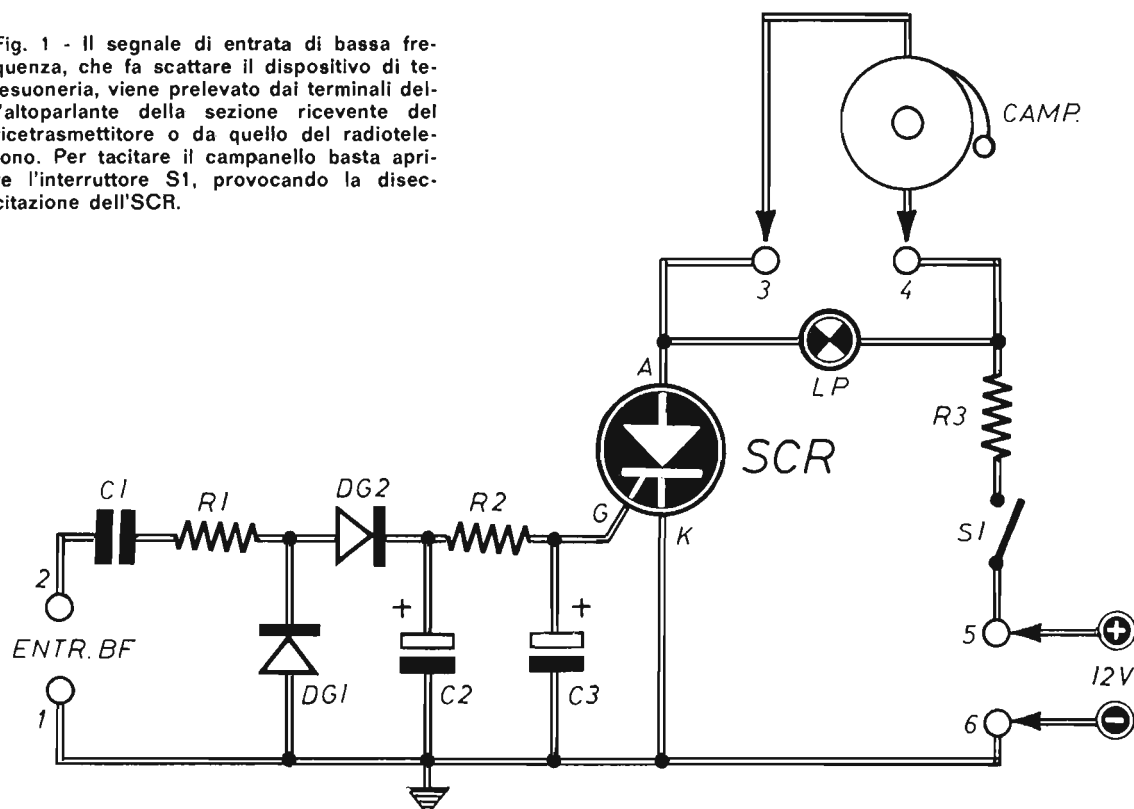 Fig. 1 - Il segnale di entrata di bassa fre-
quenza, che fa scattare il dispositivo di te-
lesuoneria, viene prelevato dai terminali del-
l'altoparlante della sezione ricevente del
ricetrasmettitore o da quello del radiotele-
fono. Per tacitare il campanello basta apri-
re l'interruttore S1, provocando la disec-
citazione dell'SCR.
CAMP.
3
4
LP
A
R3
SCR
G
K
C1
R1
DG2
R2
S1
2
+
+
ENTR. BF
DG1
C2
C3
1
5
+
12V
6
-